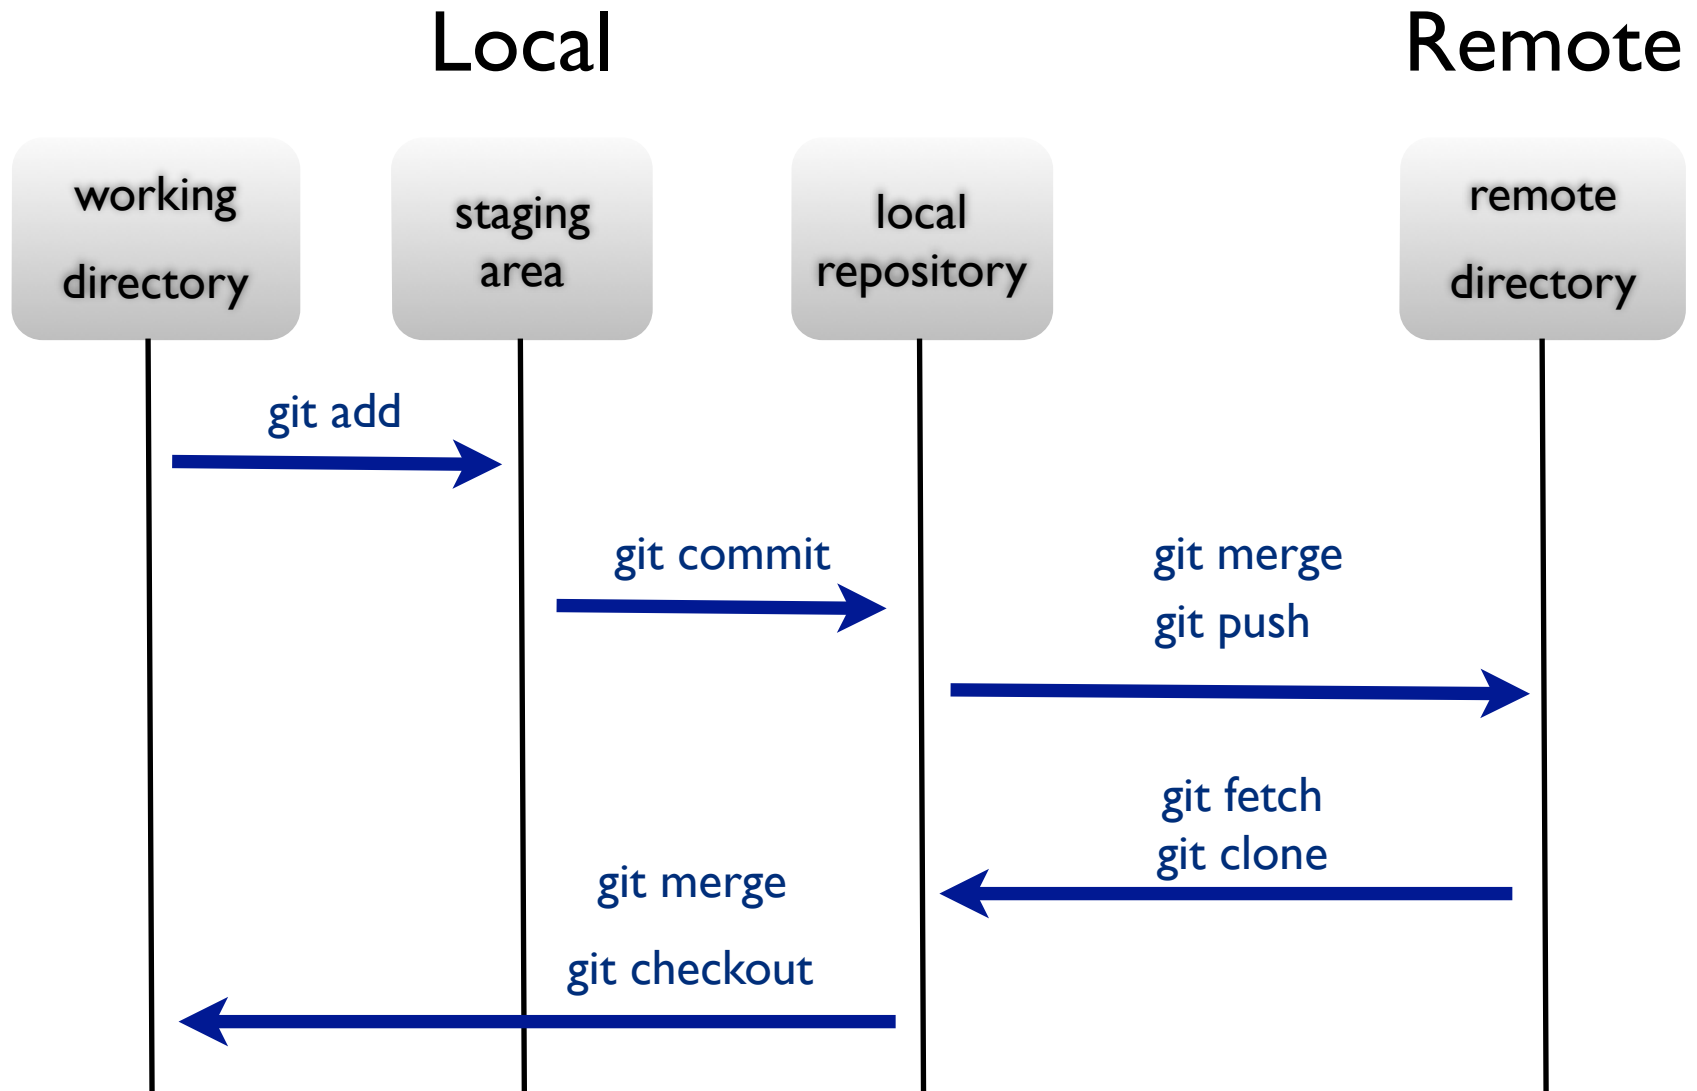 Local
Remote
working
directory
staging
area
local
repository
remote
directory
git add
git commit
git merge
git push
git fetch
git clone
git merge
git checkout